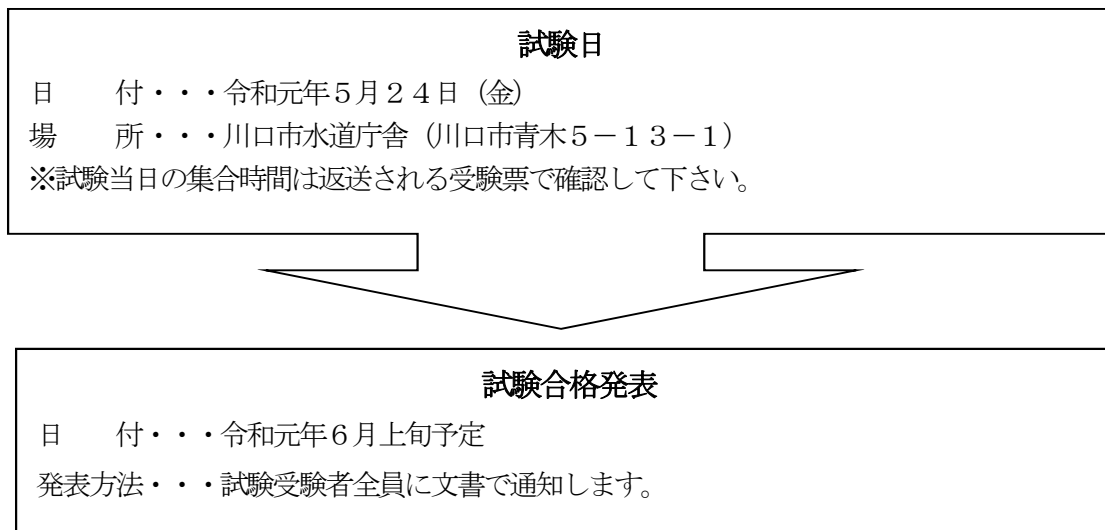 試験日
日　　付・・・令和元年５月２４日（金）
場　　所・・・川口市水道庁舎（川口市青木５－１３－１）
※試験当日の集合時間は返送される受験票で確認して下さい。
試験合格発表
日　　付・・・令和元年６月上旬予定
発表方法・・・試験受験者全員に文書で通知します。